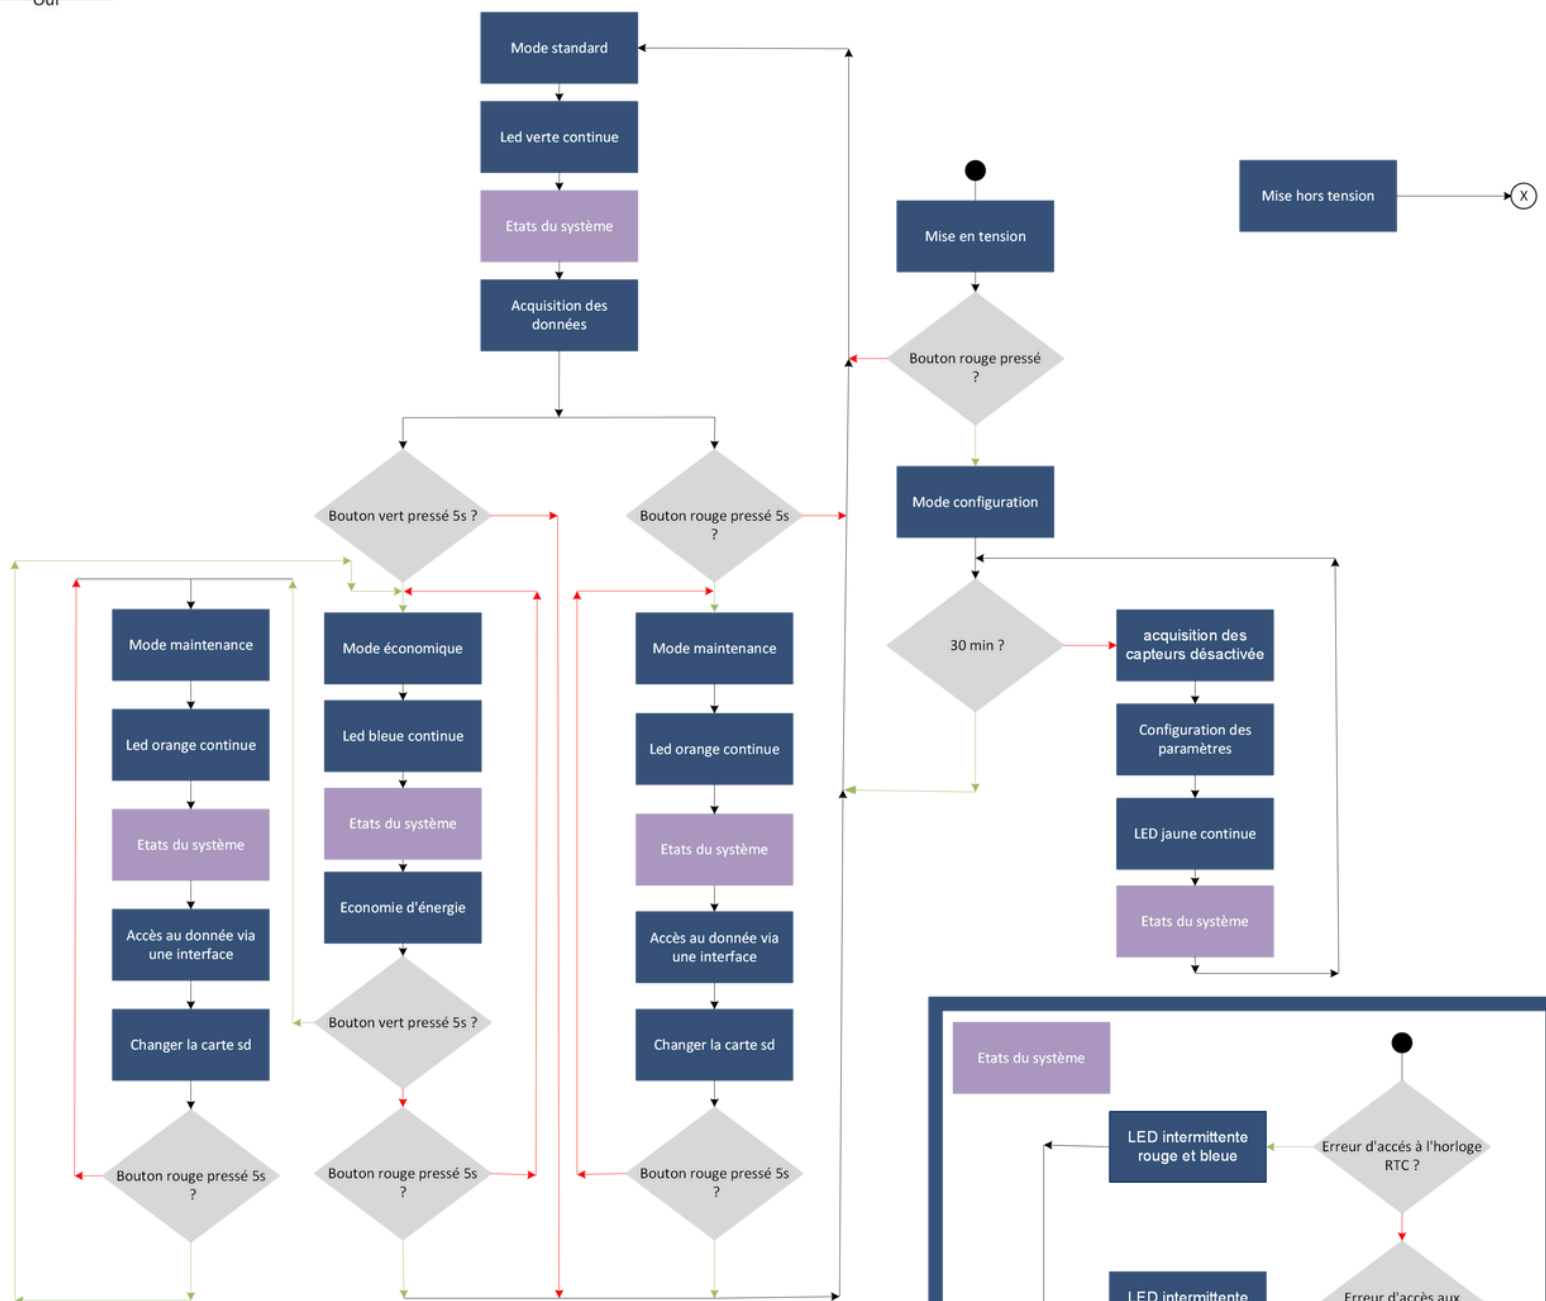 Oui
Mode standard
Led verte continue
Etats du système
Acquisition des
données
Mise en tension
Mise hors tension
X
Bouton rouge pressé
?
Mode configuration
Bouton vert pressé 5s ?
Bouton rouge pressé 5s
?
30 min ?
acquisition des
capteurs désactivée
Configuration des
paramètres
LED jaune continue
Etats du système
Mode maintenance
Led orange continue
Etats du système
Accès au donnée via
une interface
Changer la carte sd
Bouton rouge pressé 5s
?
Mode économique
Led bleue continue
Etats du système
Economie d'énergie
Bouton vert pressé 5s ?
Bouton rouge pressé 5s
?
Mode maintenance
Led orange continue
Etats du système
Accès au donnée via
une interface
Changer la carte sd
Bouton rouge pressé 5s
?
Etats du système
LED intermittente
rouge et bleue
Erreur d'accés à l'horloge
RTC ?
LED intermittente
Erreur d'accès aux